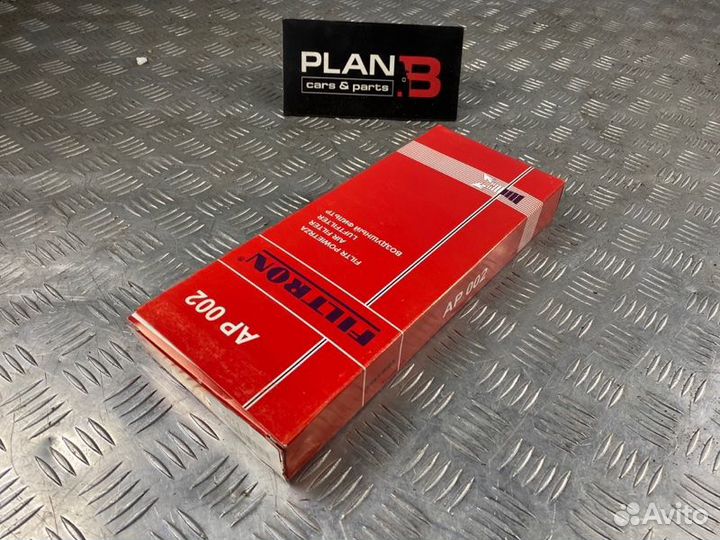 PLAN B
cars & parts
FILTR POWIETRZA
AIR FILTER
LUFTFILTER
ВОЗДУШНЫЙ ФИЛЬТР
FILTRON®
AP 002
AP 002
Avito